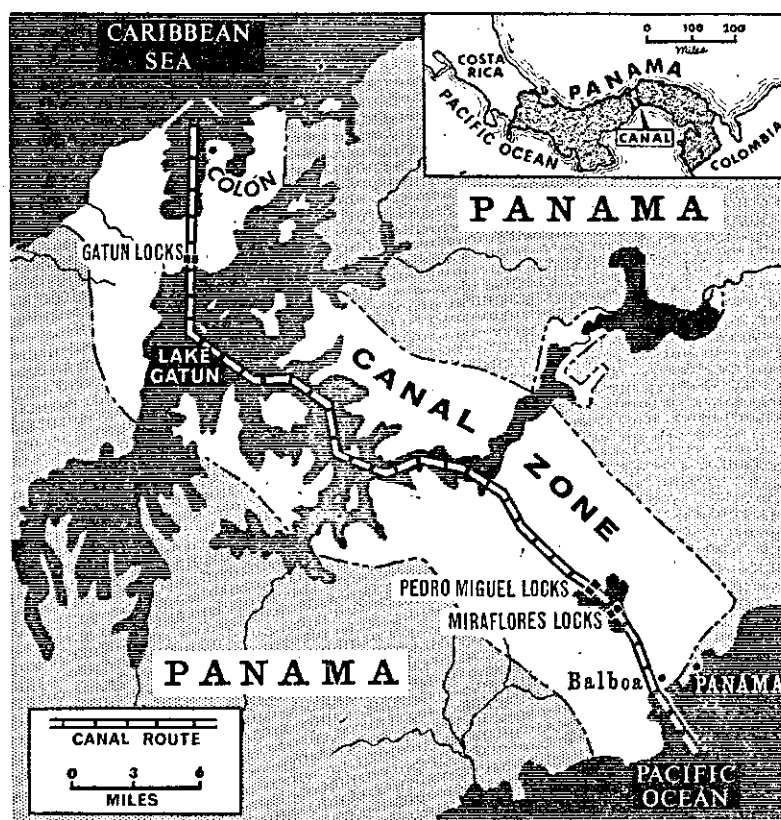 CARIBBEAN
SEA
0 100 200
Miles
COSTA
RICA
PANAMA
PACIFIC OCEAN
CANAL
COLOMBIA
COLÓN
PANAMA
GATUN LOCKS
LAKE
GATUN
CANAL
ZONE
PEDRO MIGUEL LOCKS
MIRAFLORES LOCKS
PANAMA
Balboa
PANAMA
CANAL ROUTE
0 3 6
MILES
PACIFIC
OCEAN